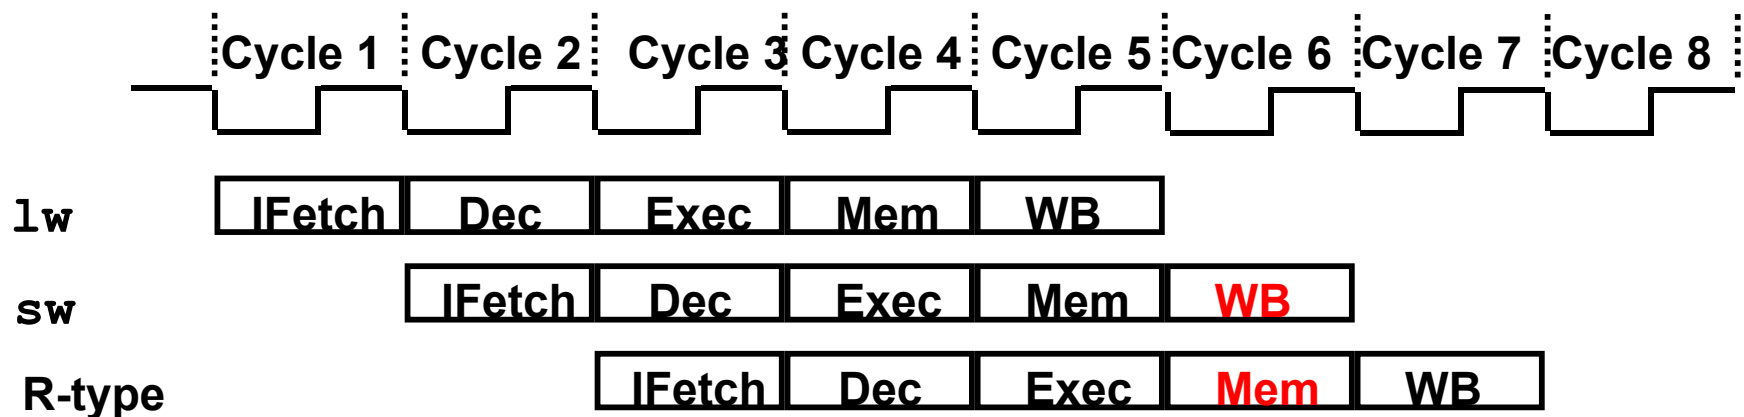 Cycle 1 Cycle 2 Cycle 3 Cycle 4 Cycle 5 Cycle 6 Cycle 7 Cycle 8
lw IFetch Dec Exec Mem WB
sw IFetch Dec Exec Mem WB
R-type IFetch Dec Exec Mem WB